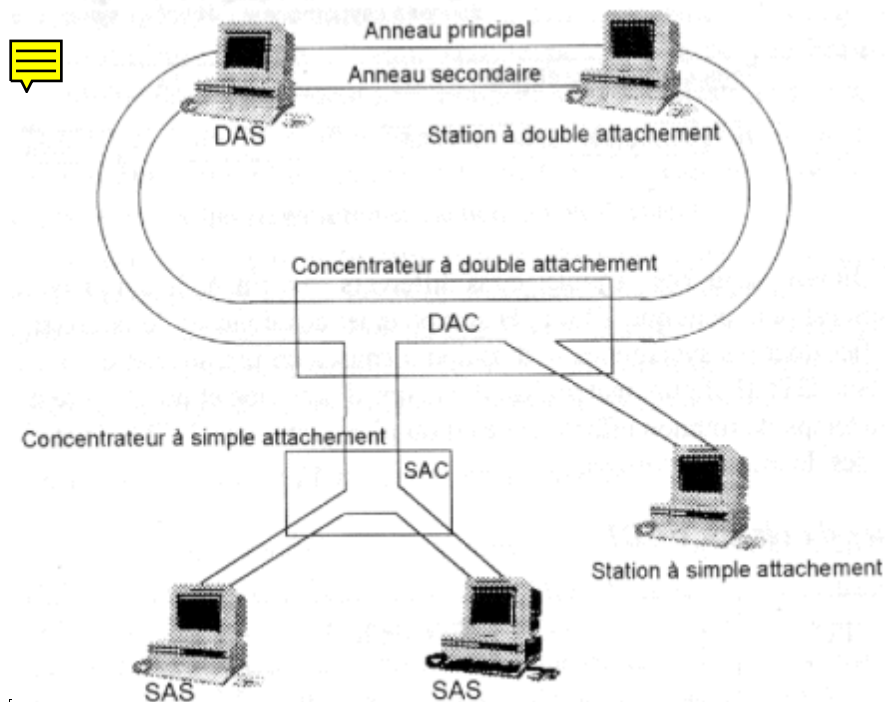 Anneau principal
Anneau secondaire
DAS
Station à double attachement
Concentrateur à double attachement
DAC
Concentrateur à simple attachement
SAC
Station à simple attachement
SAS
SAS